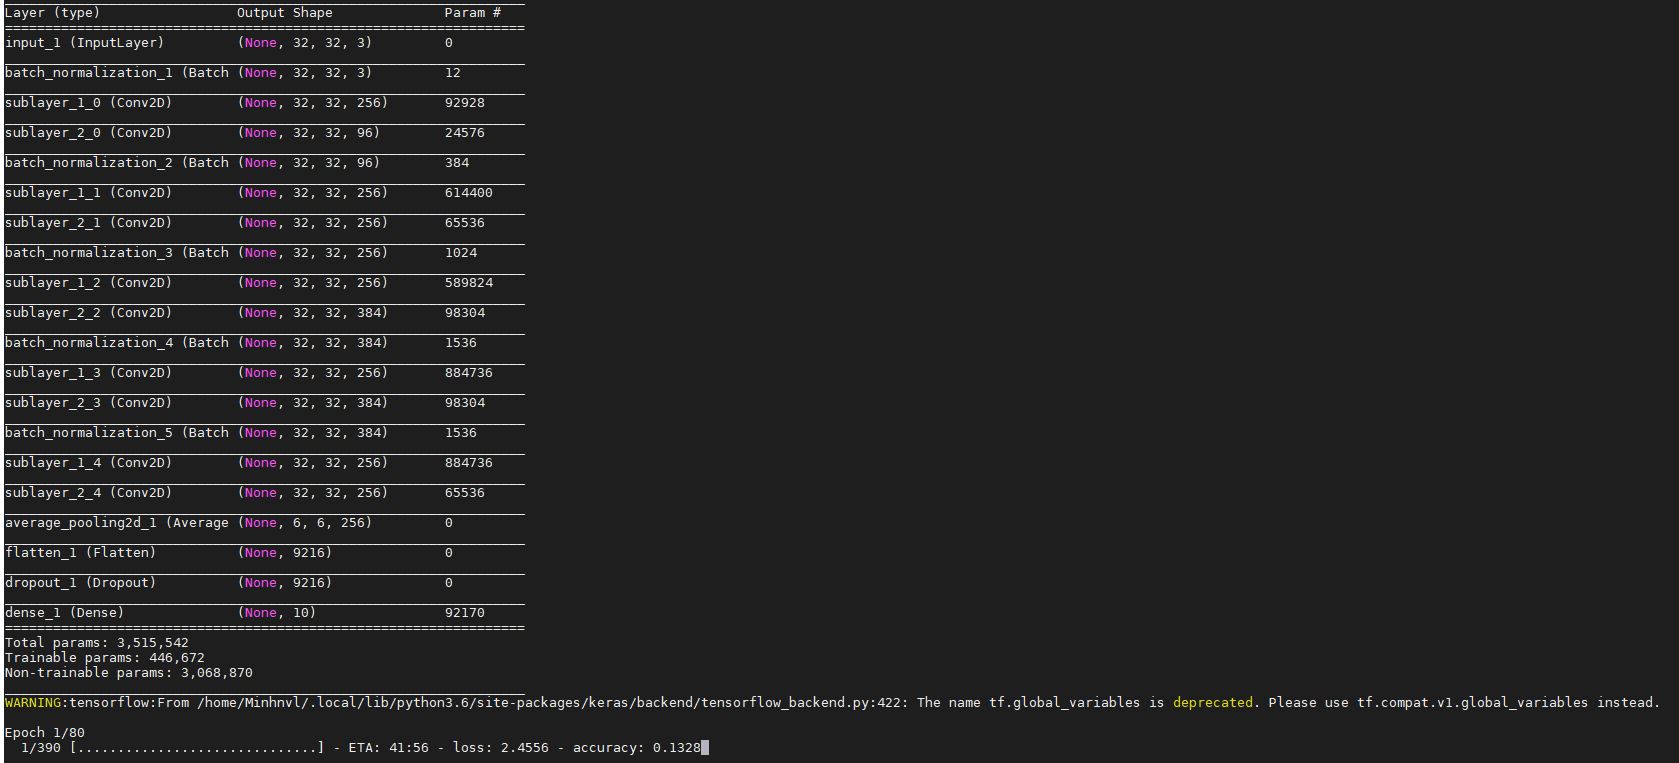 Layer (type) Output Shape Param #
=================================================================
input_1 (InputLayer) (None, 32, 32, 3) 0
batch_normalization_1 (Batch (None, 32, 32, 3) 12
sublayer_1_0 (Conv2D) (None, 32, 32, 256) 92928
sublayer_2_0 (Conv2D) (None, 32, 32, 96) 24576
batch_normalization_2 (Batch (None, 32, 32, 96) 384
sublayer_1_1 (Conv2D) (None, 32, 32, 256) 614400
sublayer_2_1 (Conv2D) (None, 32, 32, 256) 65536
batch_normalization_3 (Batch (None, 32, 32, 256) 1024
sublayer_1_2 (Conv2D) (None, 32, 32, 256) 589824
sublayer_2_2 (Conv2D) (None, 32, 32, 384) 98304
batch_normalization_4 (Batch (None, 32, 32, 384) 1536
sublayer_1_3 (Conv2D) (None, 32, 32, 256) 884736
sublayer_2_3 (Conv2D) (None, 32, 32, 384) 98304
batch_normalization_5 (Batch (None, 32, 32, 384) 1536
sublayer_1_4 (Conv2D) (None, 32, 32, 256) 884736
sublayer_2_4 (Conv2D) (None, 32, 32, 256) 65536
average_pooling2d_1 (Average (None, 6, 6, 256) 0
flatten_1 (Flatten) (None, 9216) 0
dropout_1 (Dropout) (None, 9216) 0
dense_1 (Dense) (None, 10) 92170
=================================================================
Total params: 3,515,542
Trainable params: 446,672
Non-trainable params: 3,068,870
WARNING:tensorflow:From /home/Minhnvl/.local/lib/python3.6/site-packages/keras/backend/tensorflow_backend.py:422: The name tf.global_variables is deprecated. Please use tf.compat.v1.global_variables instead.
Epoch 1/80
1/390 [..............................] - ETA: 41:56 - loss: 2.4556 - accuracy: 0.1328